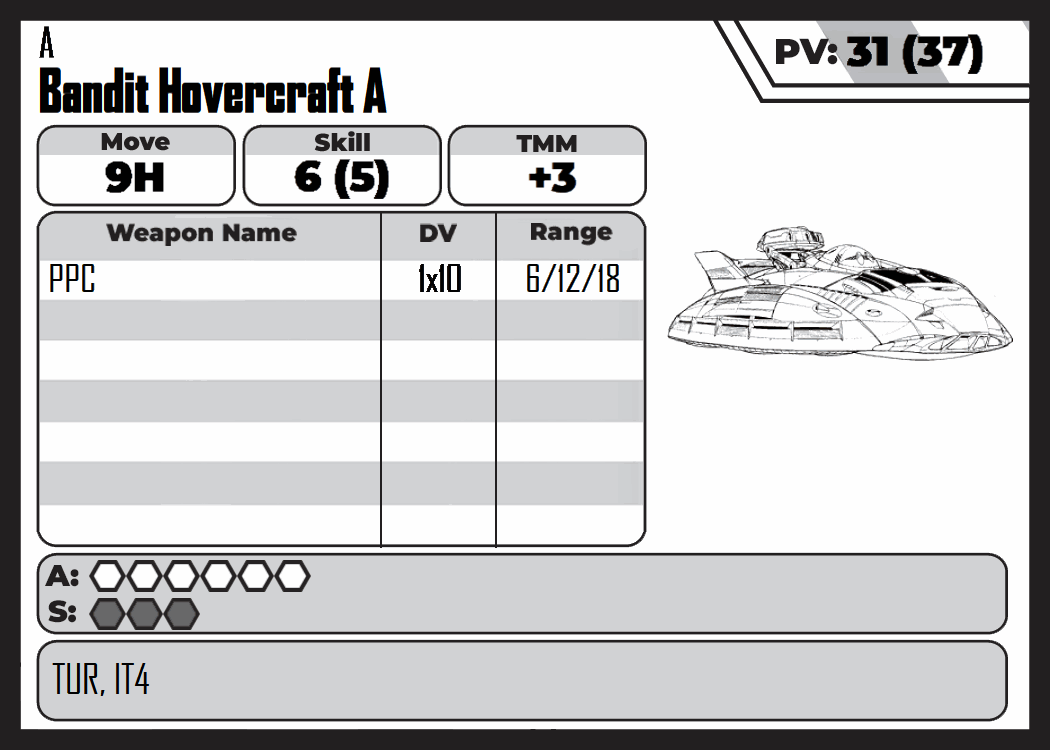 A
Bandit Hovercraft A
PV: 31 (37)
Move Skill TMM
9H 6 (5) +3
Weapon Name DV Range
PPC 1x10 6/12/18
A:
S:
TUR, IT4